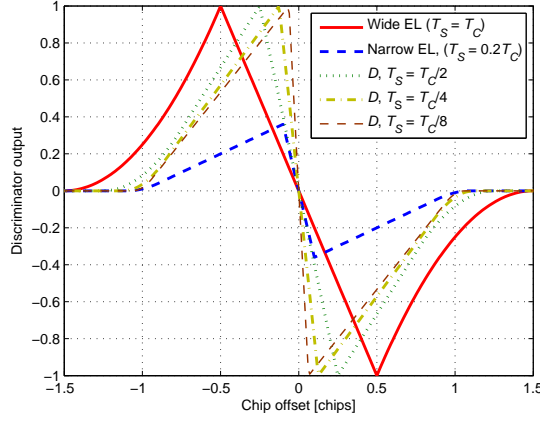 Wide EL (T_S = T_C)
Narrow EL, (T_S = 0.2T_C)
D, T_S = T_C/2
D, T_S = T_C/4
D, T_S = T_C/8
Discriminator output
1
0.8
0.6
0.4
0.2
0
−0.2
−0.4
−0.6
−0.8
−1
−1.5
−1
−0.5
0
0.5
1
1.5
Chip offset [chips]